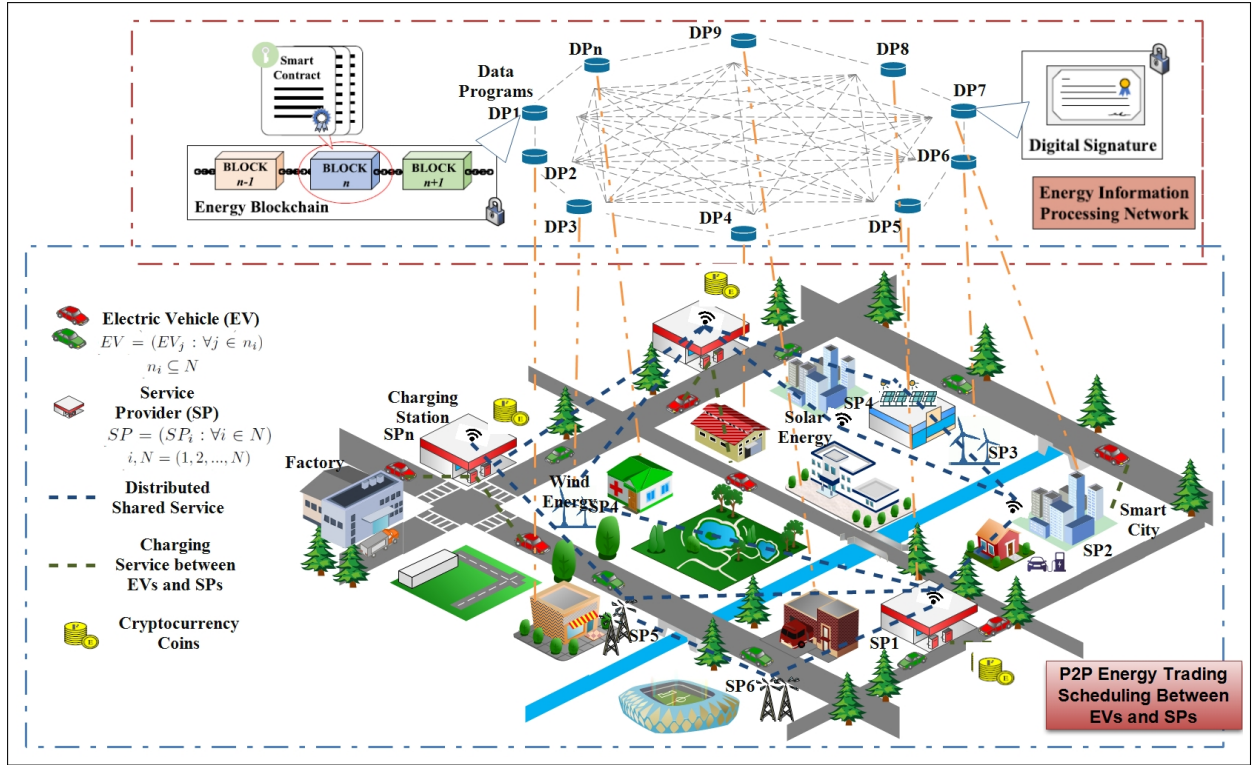 DP9
DPn
DP8
Smart
Contract
Data
Programs
DP1
DP7
Digital Signature
BLOCK
n-1
BLOCK
n
BLOCK
n+1
DP2
DP6
Energy Blockchain
DP3
DP4
DP5
Energy Information
Processing Network
Electric Vehicle (EV)
EV = (EV_j : ∀j ∈ n_i)
n_i ⊆ N
Service
Provider (SP)
SP = (SP_i : ∀i ∈ N)
i, N = (1, 2, ..., N)
Distributed
Shared Service
Charging
Service between
EVs and SPs
Cryptocurrency
Coins
Charging
Station
SPn
Factory
Wind
Energy
SP4
Solar
Energy
SP4
SP3
Smart
City
SP2
SP5
SP1
SP6
P2P Energy Trading
Scheduling Between
EVs and SPs